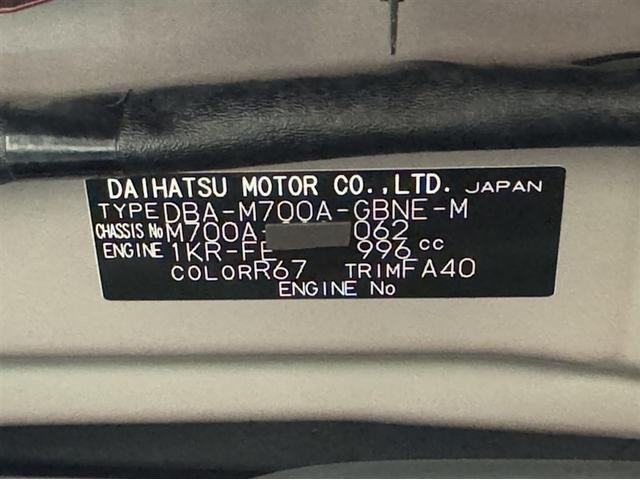 DAIHATSU MOTOR CO.,LTD. JAPAN
TYPE DBA-M700A-GBNE-M
CHASSIS No M700A- 062
ENGINE 1KR-FE 996 cc
COLOR R67 TRIM FA40
ENGINE No